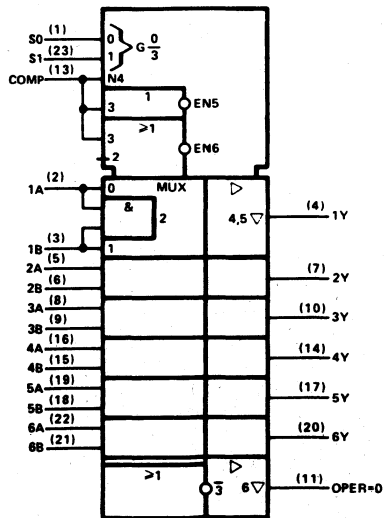 S0 (1) 0 G 0/3
S1 (23) 1
COMP (13) N4
1
3 EN5
≥1
3 EN6
2
1A (2) 0 MUX ▷
& 2 4,5 ▽ (4) 1Y
1B (3) 1
2A (5)
(7) 2Y
2B (6)
3A (8)
(10) 3Y
3B (9)
4A (16)
(14) 4Y
4B (15)
5A (19)
(17) 5Y
5B (18)
6A (22)
(20) 6Y
6B (21)
≥1 ▷
3̅ 6 ▽ (11) OPER=0